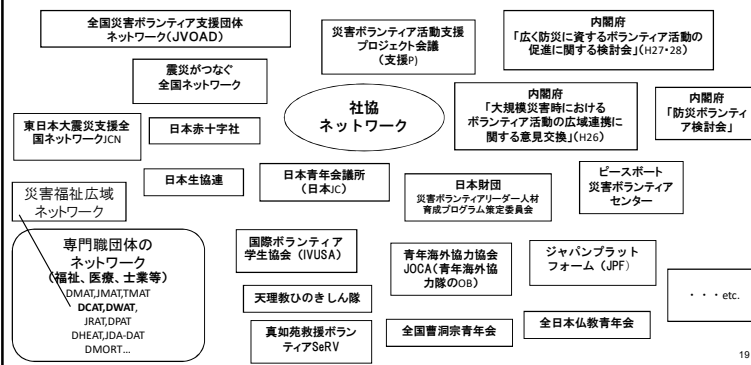 全国災害ボランティア支援団体
ネットワーク(JVOAD)
災害ボランティア活動支援
プロジェクト会議
(支援P)
内閣府
「広く防災に資するボランティア活動の
促進に関する検討会」(H27・28)
震災がつなぐ
全国ネットワーク
社協
ネットワーク
内閣府
「大規模災害時における
ボランティア活動の広域連携に
関する意見交換」(H26)
内閣府
「防災ボランティ
ア検討会」
東日本大震災支援全
国ネットワークJCN
日本赤十字社
日本生協連
日本青年会議所
(日本JC)
日本財団
災害ボランティアリーダー人材
育成プログラム策定委員会
ピースボート
災害ボランティア
センター
災害福祉広域
ネットワーク
専門職団体の
ネットワーク
(福祉、医療、士業等)
DMAT,JMAT,TMAT
DCAT,DWAT,
JRAT,DPAT
DHEAT,JDA-DAT
DMORT...
国際ボランティア
学生協会(IVUSA)
青年海外協力協会
JOCA(青年海外協
力隊のOB)
ジャパンプラット
フォーム(JPF)
・・・etc.
天理教ひのきしん隊
真如苑救援ボラン
ティアSeRV
全国曹洞宗青年会
全日本仏教青年会
19